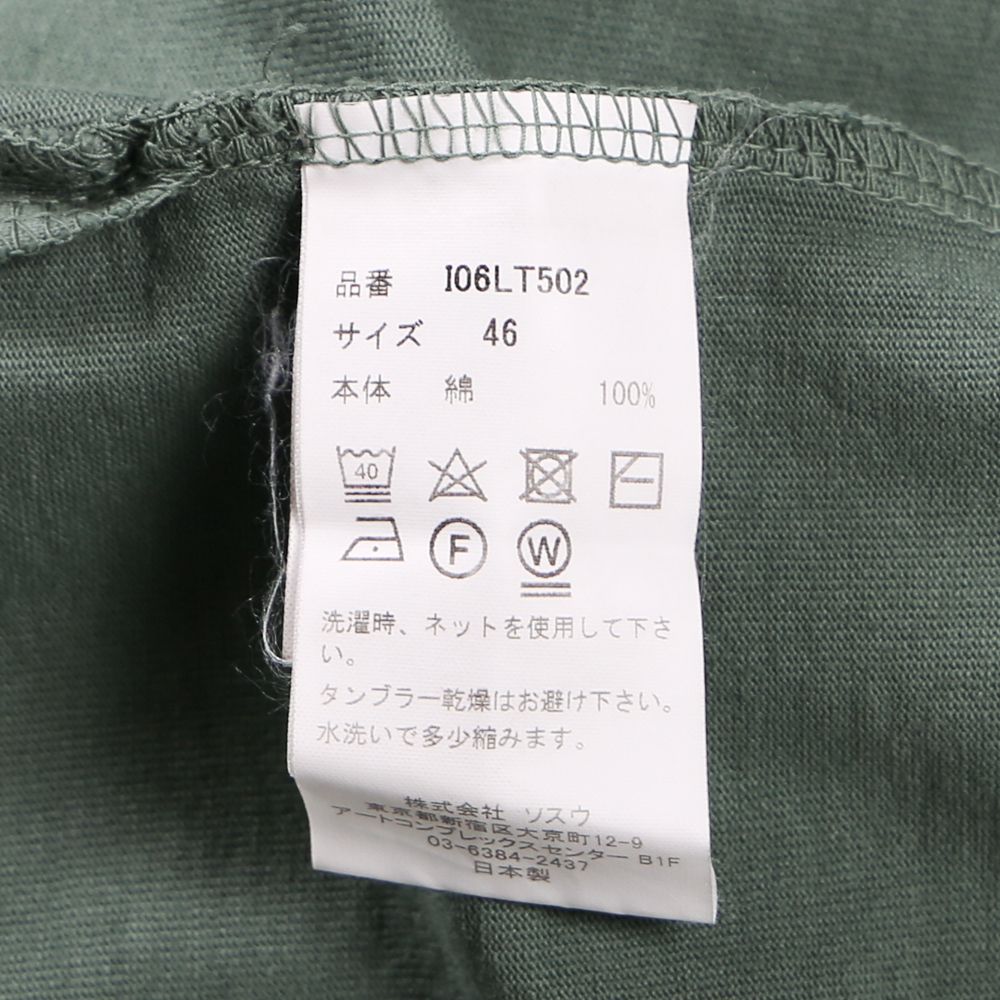 品番 I06LT502
サイズ 46
本体 綿 100%
40
F W
洗濯時、ネットを使用して下さ
い。
タンブラー乾燥はお避け下さい。
水洗いで多少縮みます。
株式会社 ソスウ
東京都新宿区大京町12-9
アートコンプレックスセンター B1F
03-6384-2437
日本製